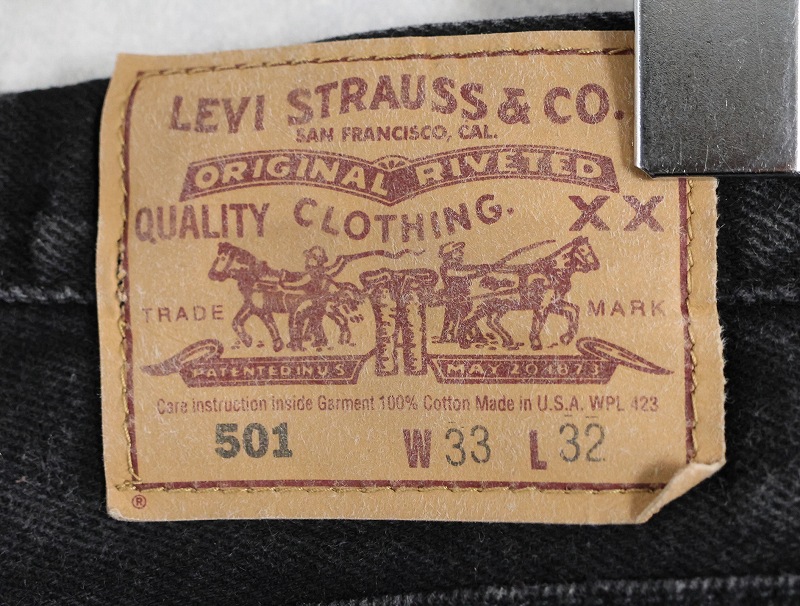 LEVI STRAUSS & CO.
SAN FRANCISCO, CAL.
ORIGINAL RIVETED
QUALITY CLOTHING. XX
TRADE MARK
PATENTED IN U.S. MAY 20 1873
Care instruction inside Garment 100% Cotton Made in U.S.A. WPL 423
501 W 33 L 32
®